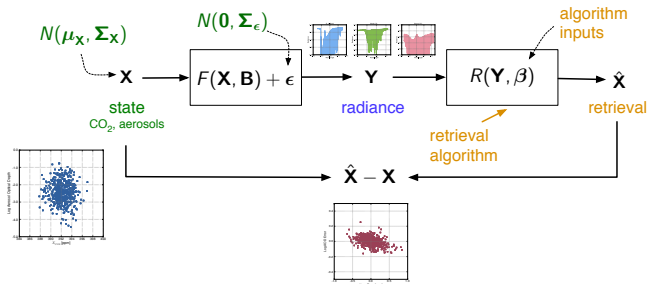 N(μ_X, Σ_X)
N(0, Σ_ϵ)
algorithm
inputs
X
F(X, B) + ϵ
Y
R(Y, β)
X̂
state
CO₂, aerosols
radiance
retrieval
algorithm
retrieval
X̂ − X